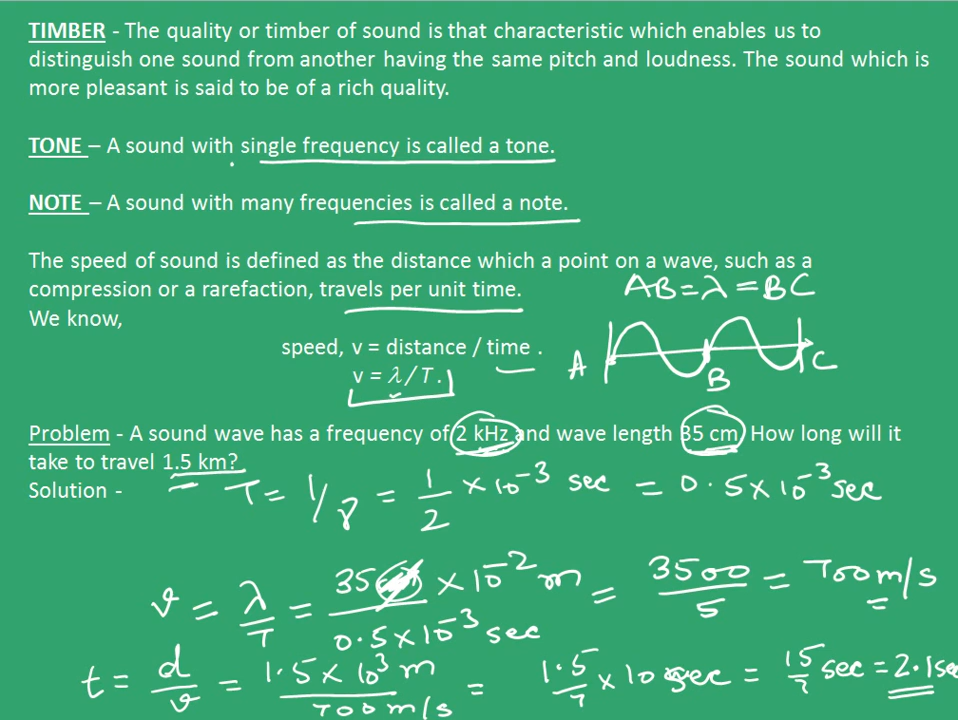 TIMBER - The quality or timber of sound is that characteristic which enables us to
distinguish one sound from another having the same pitch and loudness. The sound which is
more pleasant is said to be of a rich quality.
TONE – A sound with single frequency is called a tone.
NOTE – A sound with many frequencies is called a note.
The speed of sound is defined as the distance which a point on a wave, such as a
compression or a rarefaction, travels per unit time.
AB = λ = BC
We know,
speed, v = distance / time .
v = λ / T.
A B C
Problem - A sound wave has a frequency of 2 kHz and wave length 35 cm. How long will it
take to travel 1.5 km?
Solution -
T = 1/ν = 1/2 × 10⁻³ sec = 0.5 × 10⁻³ sec
v = λ/T = 35 × 10⁻² m / 0.5 × 10⁻³ sec = 3500/5 = 700 m/s
t = d/v = 1.5 × 10³ m / 700 m/s = 1.5/7 × 10 sec = 15/7 sec = 2.1 sec